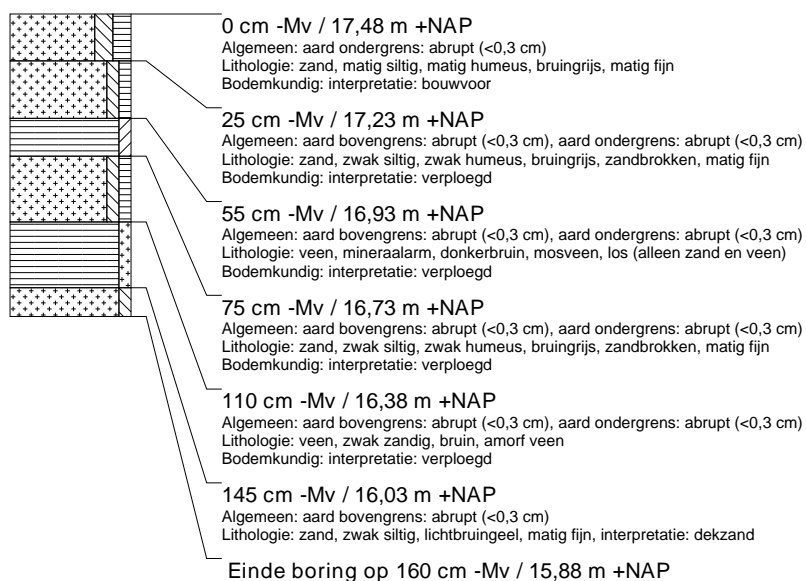 0 cm -Mv / 17,48 m +NAP
Algemeen: aard ondergrens: abrupt (<0,3 cm)
Lithologie: zand, matig siltig, matig humeus, bruingrijs, matig fijn
Bodemkundig: interpretatie: bouwvoor
25 cm -Mv / 17,23 m +NAP
Algemeen: aard bovengrens: abrupt (<0,3 cm), aard ondergrens: abrupt (<0,3 cm)
Lithologie: zand, zwak siltig, zwak humeus, bruingrijs, zandbrokken, matig fijn
Bodemkundig: interpretatie: verploegd
55 cm -Mv / 16,93 m +NAP
Algemeen: aard bovengrens: abrupt (<0,3 cm), aard ondergrens: abrupt (<0,3 cm)
Lithologie: veen, mineraalarm, donkerbruin, mosveen, los (alleen zand en veen)
Bodemkundig: interpretatie: verploegd
75 cm -Mv / 16,73 m +NAP
Algemeen: aard bovengrens: abrupt (<0,3 cm), aard ondergrens: abrupt (<0,3 cm)
Lithologie: zand, zwak siltig, zwak humeus, bruingrijs, zandbrokken, matig fijn
Bodemkundig: interpretatie: verploegd
110 cm -Mv / 16,38 m +NAP
Algemeen: aard bovengrens: abrupt (<0,3 cm), aard ondergrens: abrupt (<0,3 cm)
Lithologie: veen, zwak zandig, bruin, amorf veen
Bodemkundig: interpretatie: verploegd
145 cm -Mv / 16,03 m +NAP
Algemeen: aard bovengrens: abrupt (<0,3 cm)
Lithologie: zand, zwak siltig, lichtbruingeel, matig fijn, interpretatie: dekzand
Einde boring op 160 cm -Mv / 15,88 m +NAP